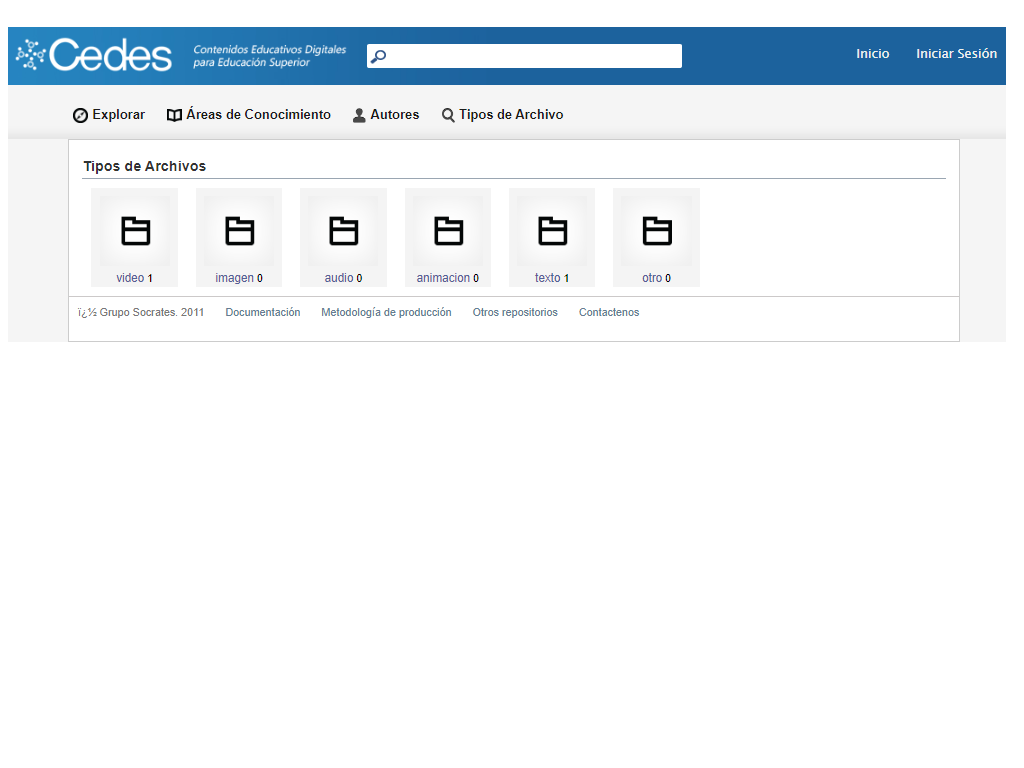 Cedes
Contenidos Educativos Digitales
para Educación Superior
Inicio
Iniciar Sesión
Explorar
Áreas de Conocimiento
Autores
Tipos de Archivo
Tipos de Archivos
video 1
imagen 0
audio 0
animacion 0
texto 1
otro 0
ï¿½ Grupo Socrates. 2011
Documentación
Metodología de producción
Otros repositorios
Contactenos